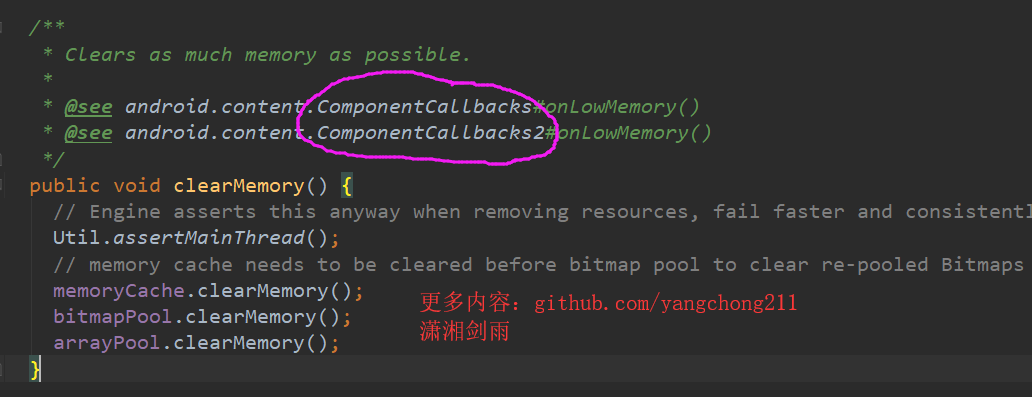 /**
* Clears as much memory as possible.
*
* @see android.content.ComponentCallbacks#onLowMemory()
* @see android.content.ComponentCallbacks2#onLowMemory()
*/
public void clearMemory() {
// Engine asserts this anyway when removing resources, fail faster and consistentl
Util.assertMainThread();
// memory cache needs to be cleared before bitmap pool to clear re-pooled Bitmaps
memoryCache.clearMemory();
bitmapPool.clearMemory();
arrayPool.clearMemory();
}
更多内容：github.com/yangchong211
潇湘剑雨